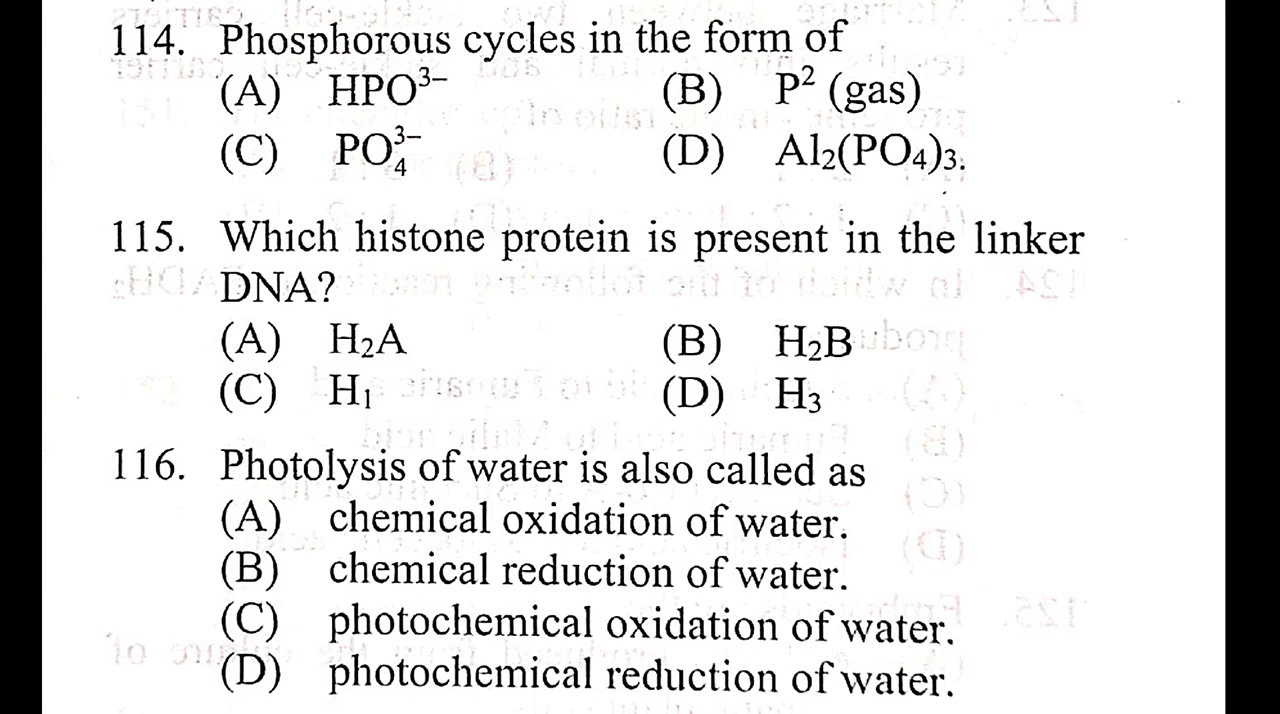 114. Phosphorous cycles in the form of
(A) HPO³⁻ (B) P² (gas)
(C) PO₄³⁻ (D) Al₂(PO₄)₃.
115. Which histone protein is present in the linker
DNA?
(A) H₂A (B) H₂B
(C) H₁ (D) H₃
116. Photolysis of water is also called as
(A) chemical oxidation of water.
(B) chemical reduction of water.
(C) photochemical oxidation of water.
(D) photochemical reduction of water.